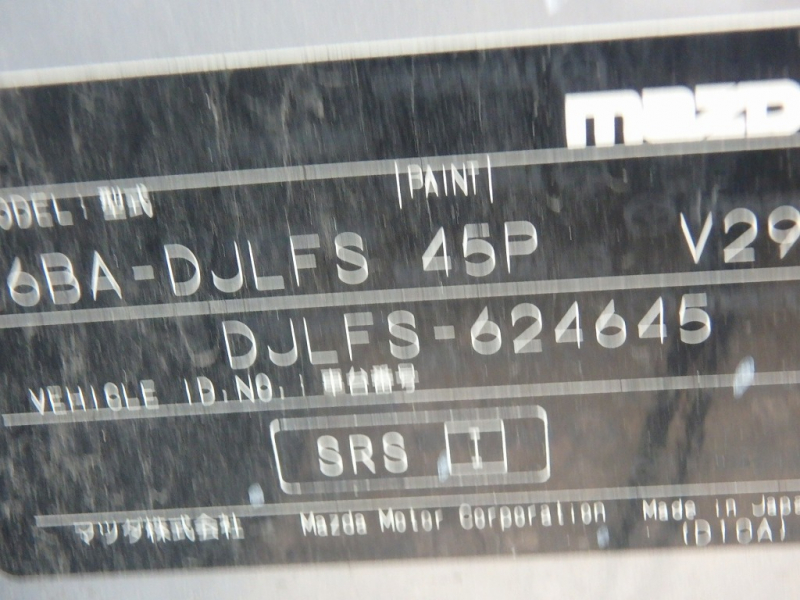 mazD
ODEL: 型式 PAINT
6BA-DJLFS 45P V29
DJLFS-624645
VEHICLE ID.NO. : 車台番号
SRS I
マツダ株式会社 Mazda Motor Corporation Made in Japa
(D10A)